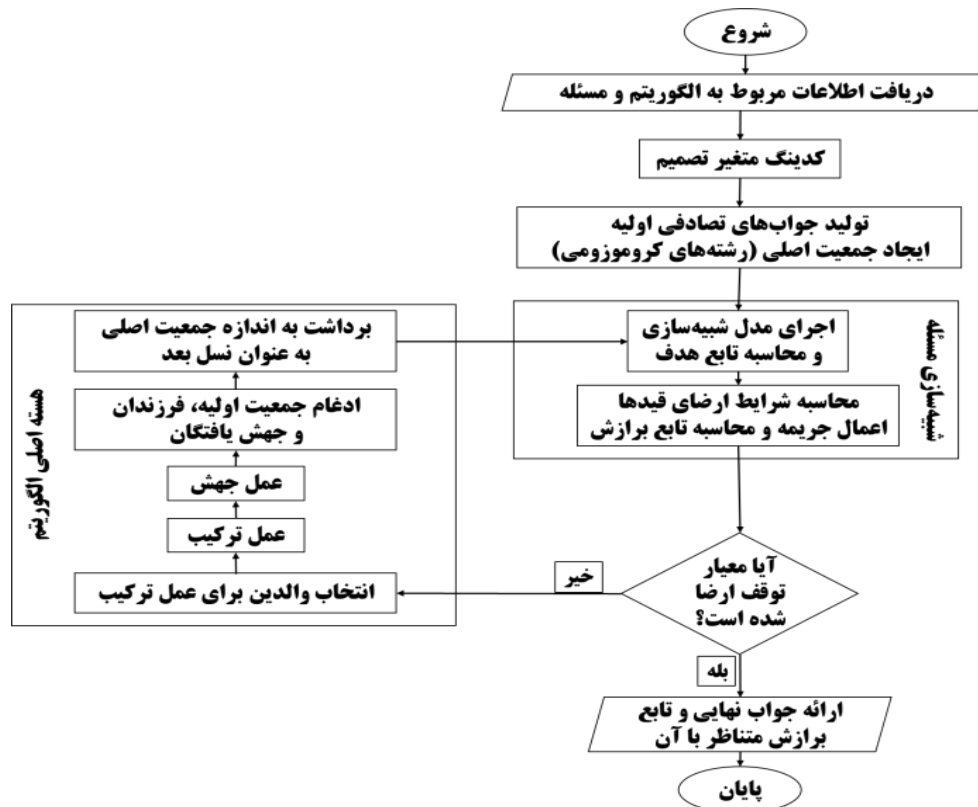 شروع
دریافت اطلاعات مربوط به الگوریتم و مسئله
کدینگ متغیر تصمیم
تولید جواب‌های تصادفی اولیه
ایجاد جمعیت اصلی (رشته‌های کروموزومی)
شبیه‌سازی مسئله
اجرای مدل شبیه‌سازی
و محاسبه تابع هدف
محاسبه شرایط ارضای قیدها
اعمال جریمه و محاسبه تابع برازش
آیا معیار
توقف ارضا
شده است؟
خیر
بله
ارائه جواب نهایی و تابع
برازش متناظر با آن
پایان
برداشت به اندازه جمعیت اصلی
به عنوان نسل بعد
ادغام جمعیت اولیه، فرزندان
و جهش یافتگان
عمل جهش
عمل ترکیب
انتخاب والدین برای عمل ترکیب
هسته اصلی الگوریتم